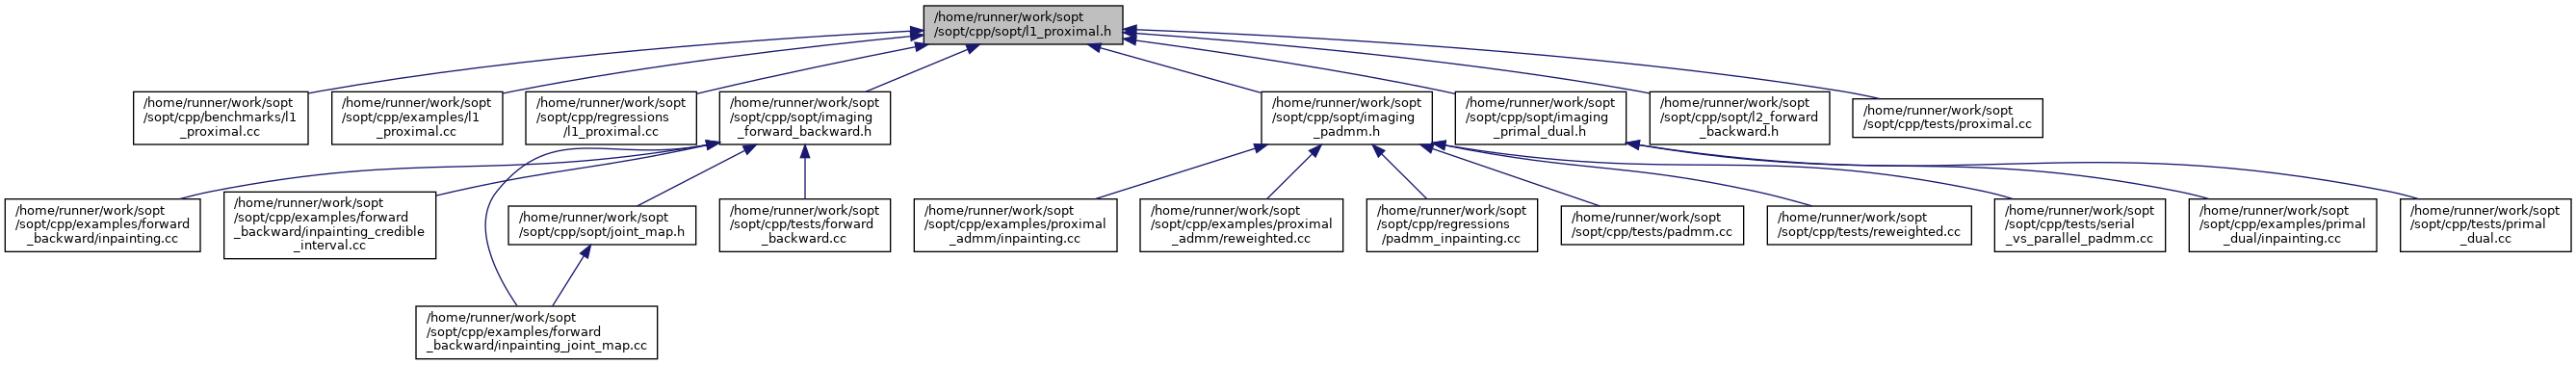 /home/runner/work/sopt
/sopt/cpp/sopt/l1_proximal.h
/home/runner/work/sopt
/sopt/cpp/benchmarks/l1
_proximal.cc
/home/runner/work/sopt
/sopt/cpp/examples/l1
_proximal.cc
/home/runner/work/sopt
/sopt/cpp/regressions
/l1_proximal.cc
/home/runner/work/sopt
/sopt/cpp/sopt/imaging
_forward_backward.h
/home/runner/work/sopt
/sopt/cpp/sopt/imaging
_padmm.h
/home/runner/work/sopt
/sopt/cpp/sopt/imaging
_primal_dual.h
/home/runner/work/sopt
/sopt/cpp/sopt/l2_forward
_backward.h
/home/runner/work/sopt
/sopt/cpp/tests/proximal.cc
/home/runner/work/sopt
/sopt/cpp/examples/forward
_backward/inpainting.cc
/home/runner/work/sopt
/sopt/cpp/examples/forward
_backward/inpainting_credible
_interval.cc
/home/runner/work/sopt
/sopt/cpp/sopt/joint_map.h
/home/runner/work/sopt
/sopt/cpp/tests/forward
_backward.cc
/home/runner/work/sopt
/sopt/cpp/examples/proximal
_admm/inpainting.cc
/home/runner/work/sopt
/sopt/cpp/examples/proximal
_admm/reweighted.cc
/home/runner/work/sopt
/sopt/cpp/regressions
/padmm_inpainting.cc
/home/runner/work/sopt
/sopt/cpp/tests/padmm.cc
/home/runner/work/sopt
/sopt/cpp/tests/reweighted.cc
/home/runner/work/sopt
/sopt/cpp/tests/serial
_vs_parallel_padmm.cc
/home/runner/work/sopt
/sopt/cpp/examples/primal
_dual/inpainting.cc
/home/runner/work/sopt
/sopt/cpp/tests/primal
_dual.cc
/home/runner/work/sopt
/sopt/cpp/examples/forward
_backward/inpainting_joint_map.cc